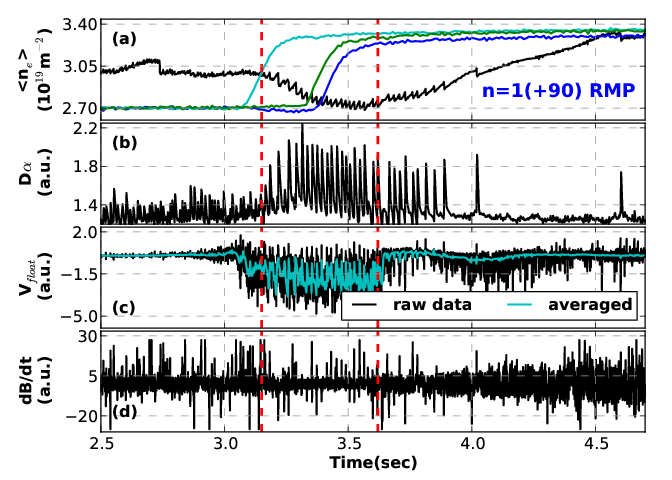 3.40
3.05
2.70
<n_e>
(10^19 m^−2)
(a)
n=1(+90) RMP
2.2
1.8
1.4
D_α
(a.u.)
(b)
2.0
−1.5
−5.0
V_float
(a.u.)
(c)
raw data
averaged
30
5
−20
dB/dt
(a.u.)
(d)
2.5
3.0
3.5
4.0
4.5
Time(sec)